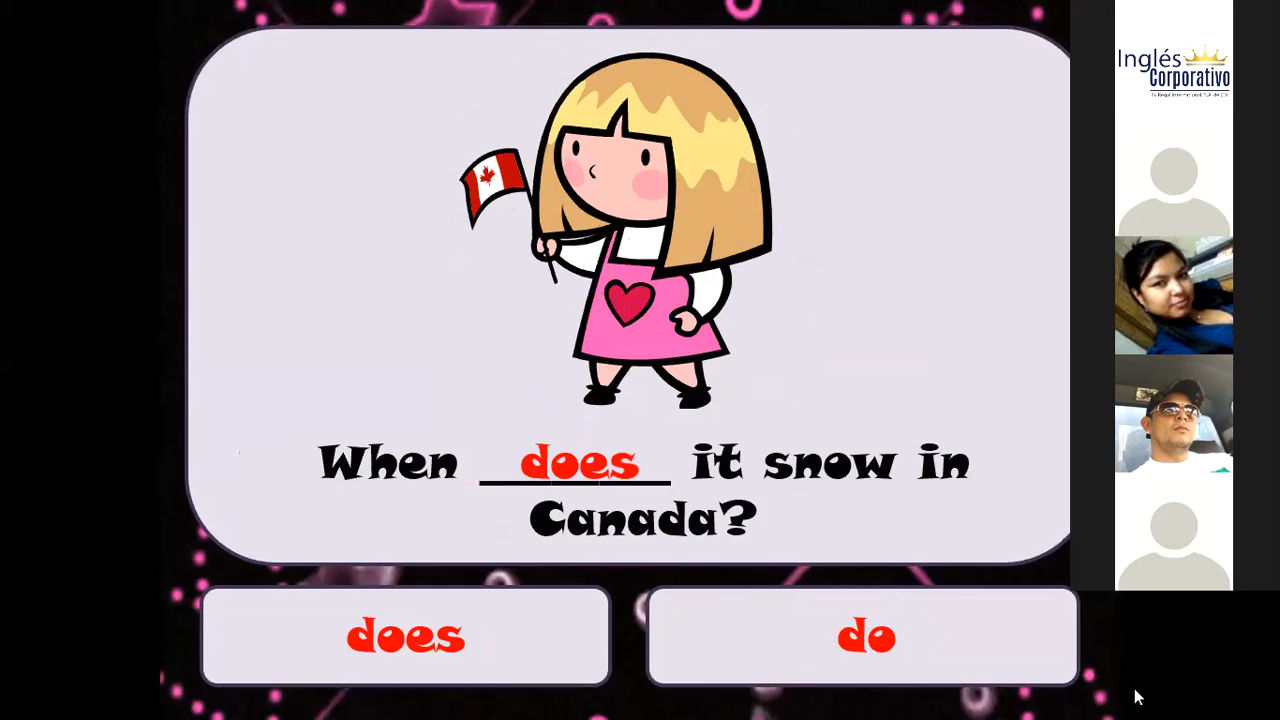 When does it snow in
Canada?
does
do
Inglés
Corporativo